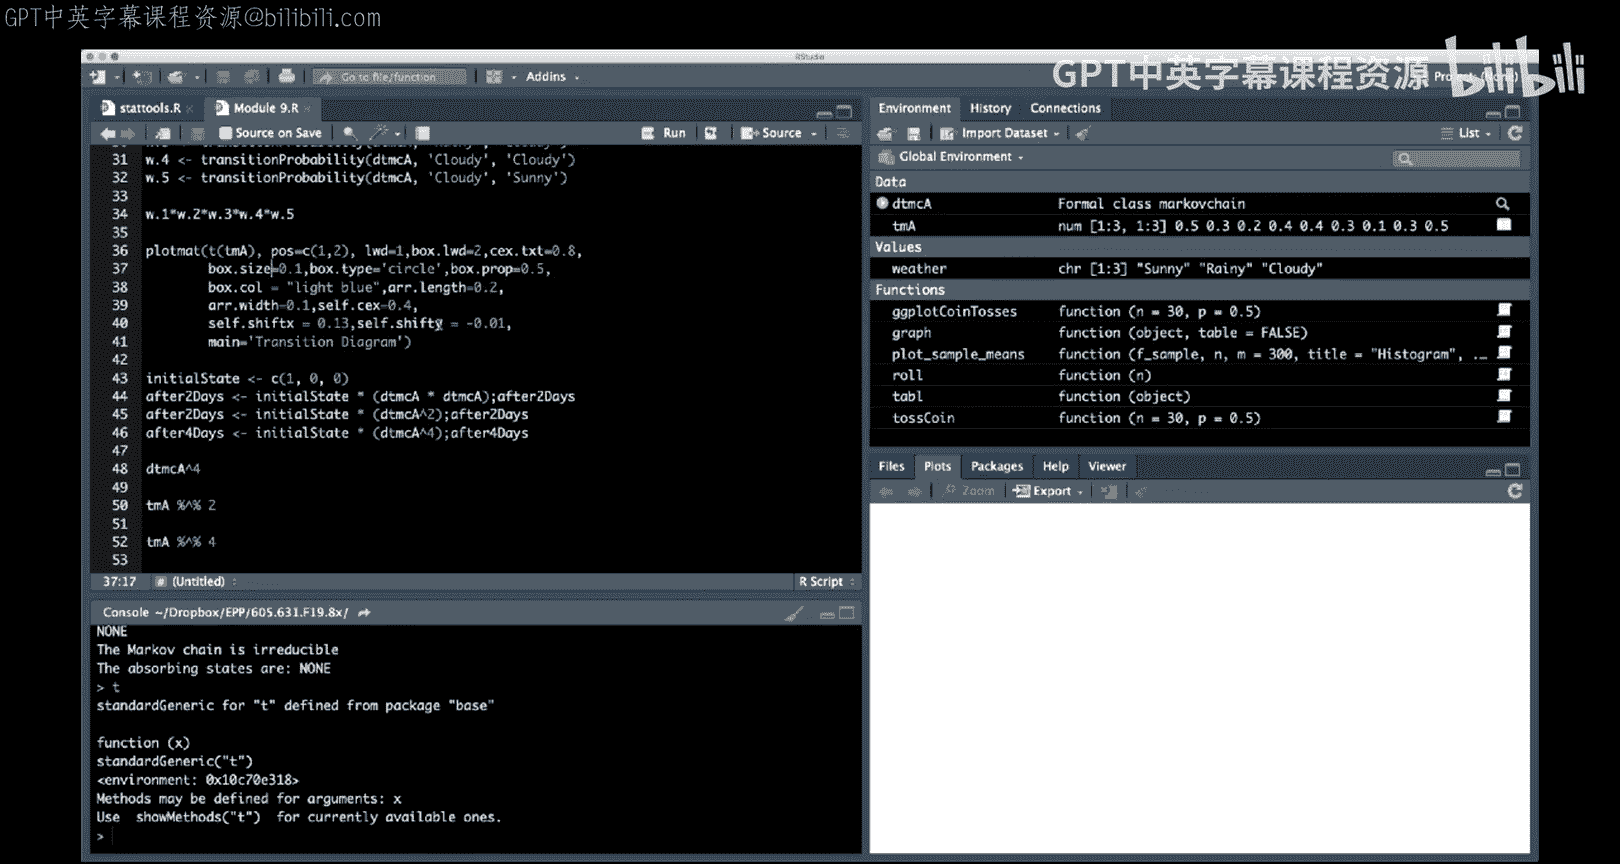 GPT中英字幕课程资源@bilibili.com
RStudio
GPT中英字幕课程资源 bilibili
Go to file/function
Addins
stattools.R
Module 9.R
Source on Save
Run
Source
31 w.4 <- transitionProbability(dtmcA, 'Cloudy', 'Cloudy')
32 w.5 <- transitionProbability(dtmcA, 'Cloudy', 'Sunny')
33
34 w.1*w.2*w.3*w.4*w.5
35
36 plotmat(t(tmA), pos=c(1,2), lwd=1,box.lwd=2,cex.txt=0.8,
37 box.size=0.1,box.type='circle',box.prop=0.5,
38 box.col = "light blue",arr.length=0.2,
39 arr.width=0.1,self.cex=0.4,
40 self.shiftx = 0.13,self.shifty = -0.01,
41 main='Transition Diagram')
42
43 initialState <- c(1, 0, 0)
44 after2Days <- initialState * (dtmcA * dtmcA);after2Days
45 after2Days <- initialState * (dtmcA^2);after2Days
46 after4Days <- initialState * (dtmcA^4);after4Days
47
48 dtmcA^4
49
50 tmA %^% 2
51
52 tmA %^% 4
53
37:17 # (Untitled) R Script
Console ~/Dropbox/EPP/605.631.F19.8x/
NONE
The Markov chain is irreducible
The absorbing states are: NONE
> t
standardGeneric for "t" defined from package "base"
function (x)
standardGeneric("t")
<environment: 0x10c70e318>
Methods may be defined for arguments: x
Use showMethods("t") for currently available ones.
>
Environment History Connections
Import Dataset
List
Global Environment
Data
dtmcA Formal class markovchain
tmA num [1:3, 1:3] 0.5 0.3 0.2 0.4 0.4 0.3 0.1 0.3 0.5
Values
weather chr [1:3] "Sunny" "Rainy" "Cloudy"
Functions
ggplotCoinTosses function (n = 30, p = 0.5)
graph function (object, table = FALSE)
plot_sample_means function (f_sample, n, m = 300, title = "Histogram", ...
roll function (n)
tabl function (object)
tossCoin function (n = 30, p = 0.5)
Files Plots Packages Help Viewer
Zoom
Export